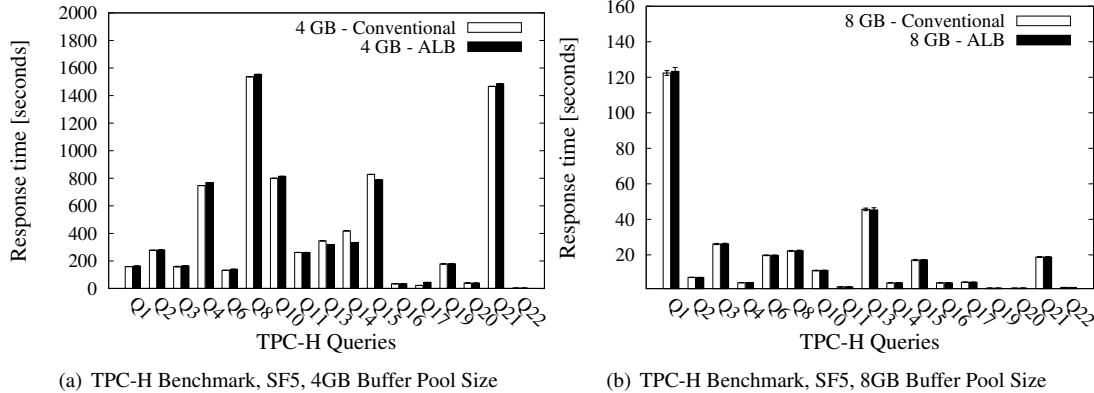 2000
1800
1600
1400
1200
1000
800
600
400
200
0
Response time [seconds]
4 GB - Conventional
4 GB - ALB
Q1 Q2 Q3 Q4 Q6 Q8 Q10 Q11 Q13 Q14 Q15 Q16 Q17 Q19 Q20 Q21 Q22
TPC-H Queries
(a) TPC-H Benchmark, SF5, 4GB Buffer Pool Size
160
140
120
100
80
60
40
20
Response time [seconds]
8 GB - Conventional
8 GB - ALB
Q1 Q2 Q3 Q4 Q6 Q8 Q10 Q11 Q13 Q14 Q15 Q16 Q17 Q19 Q20 Q21 Q22
TPC-H Queries
(b) TPC-H Benchmark, SF5, 8GB Buffer Pool Size